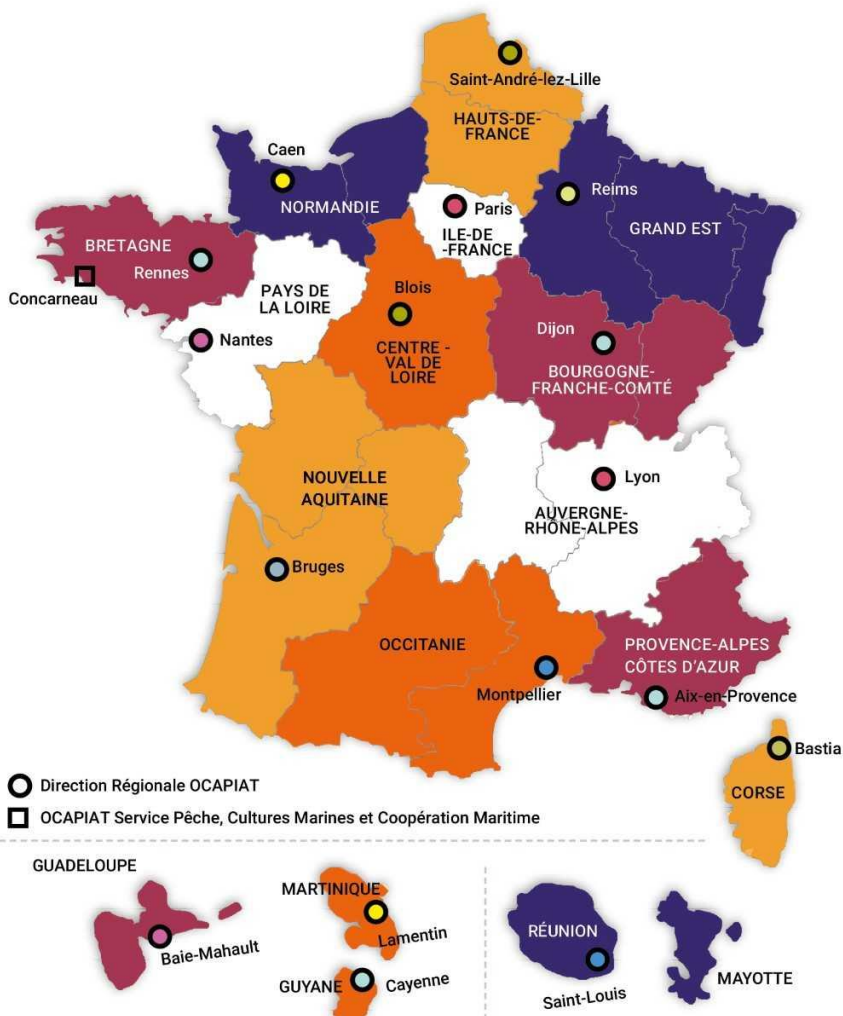 Saint-André-lez-Lille
HAUTS-DE-
FRANCE
Caen
NORMANDIE
Paris
ILE-DE
-FRANCE
Reims
GRAND EST
BRETAGNE
Rennes
Concarneau
PAYS DE
LA LOIRE
Nantes
Blois
CENTRE -
VAL DE
LOIRE
Dijon
BOURGOGNE-
FRANCHE-COMTÉ
NOUVELLE
AQUITAINE
Bruges
Lyon
AUVERGNE-
RHÔNE-ALPES
OCCITANIE
Montpellier
PROVENCE-ALPES
CÔTES D'AZUR
Aix-en-Provence
Bastia
CORSE
Direction Régionale OCAPIAT
OCAPIAT Service Pêche, Cultures Marines et Coopération Maritime
GUADELOUPE
Baie-Mahault
MARTINIQUE
Lamentin
GUYANE
Cayenne
RÉUNION
Saint-Louis
MAYOTTE